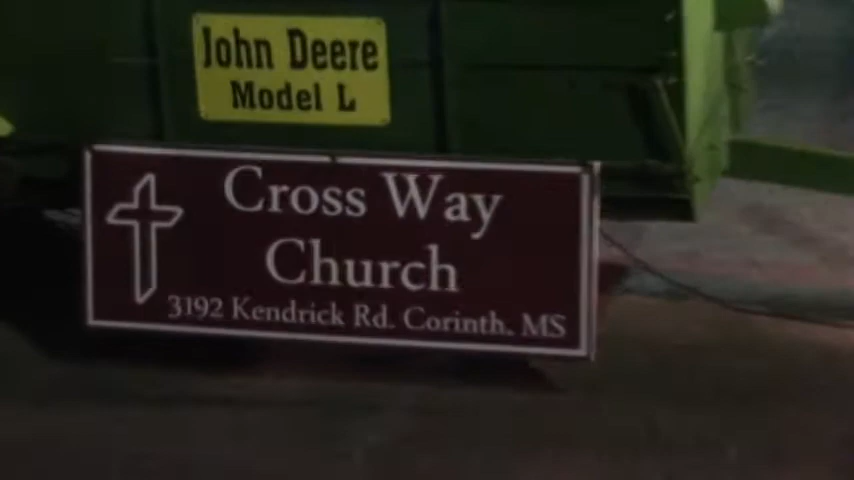 John Deere
Model L
Cross Way
Church
3192 Kendrick Rd. Corinth. MS